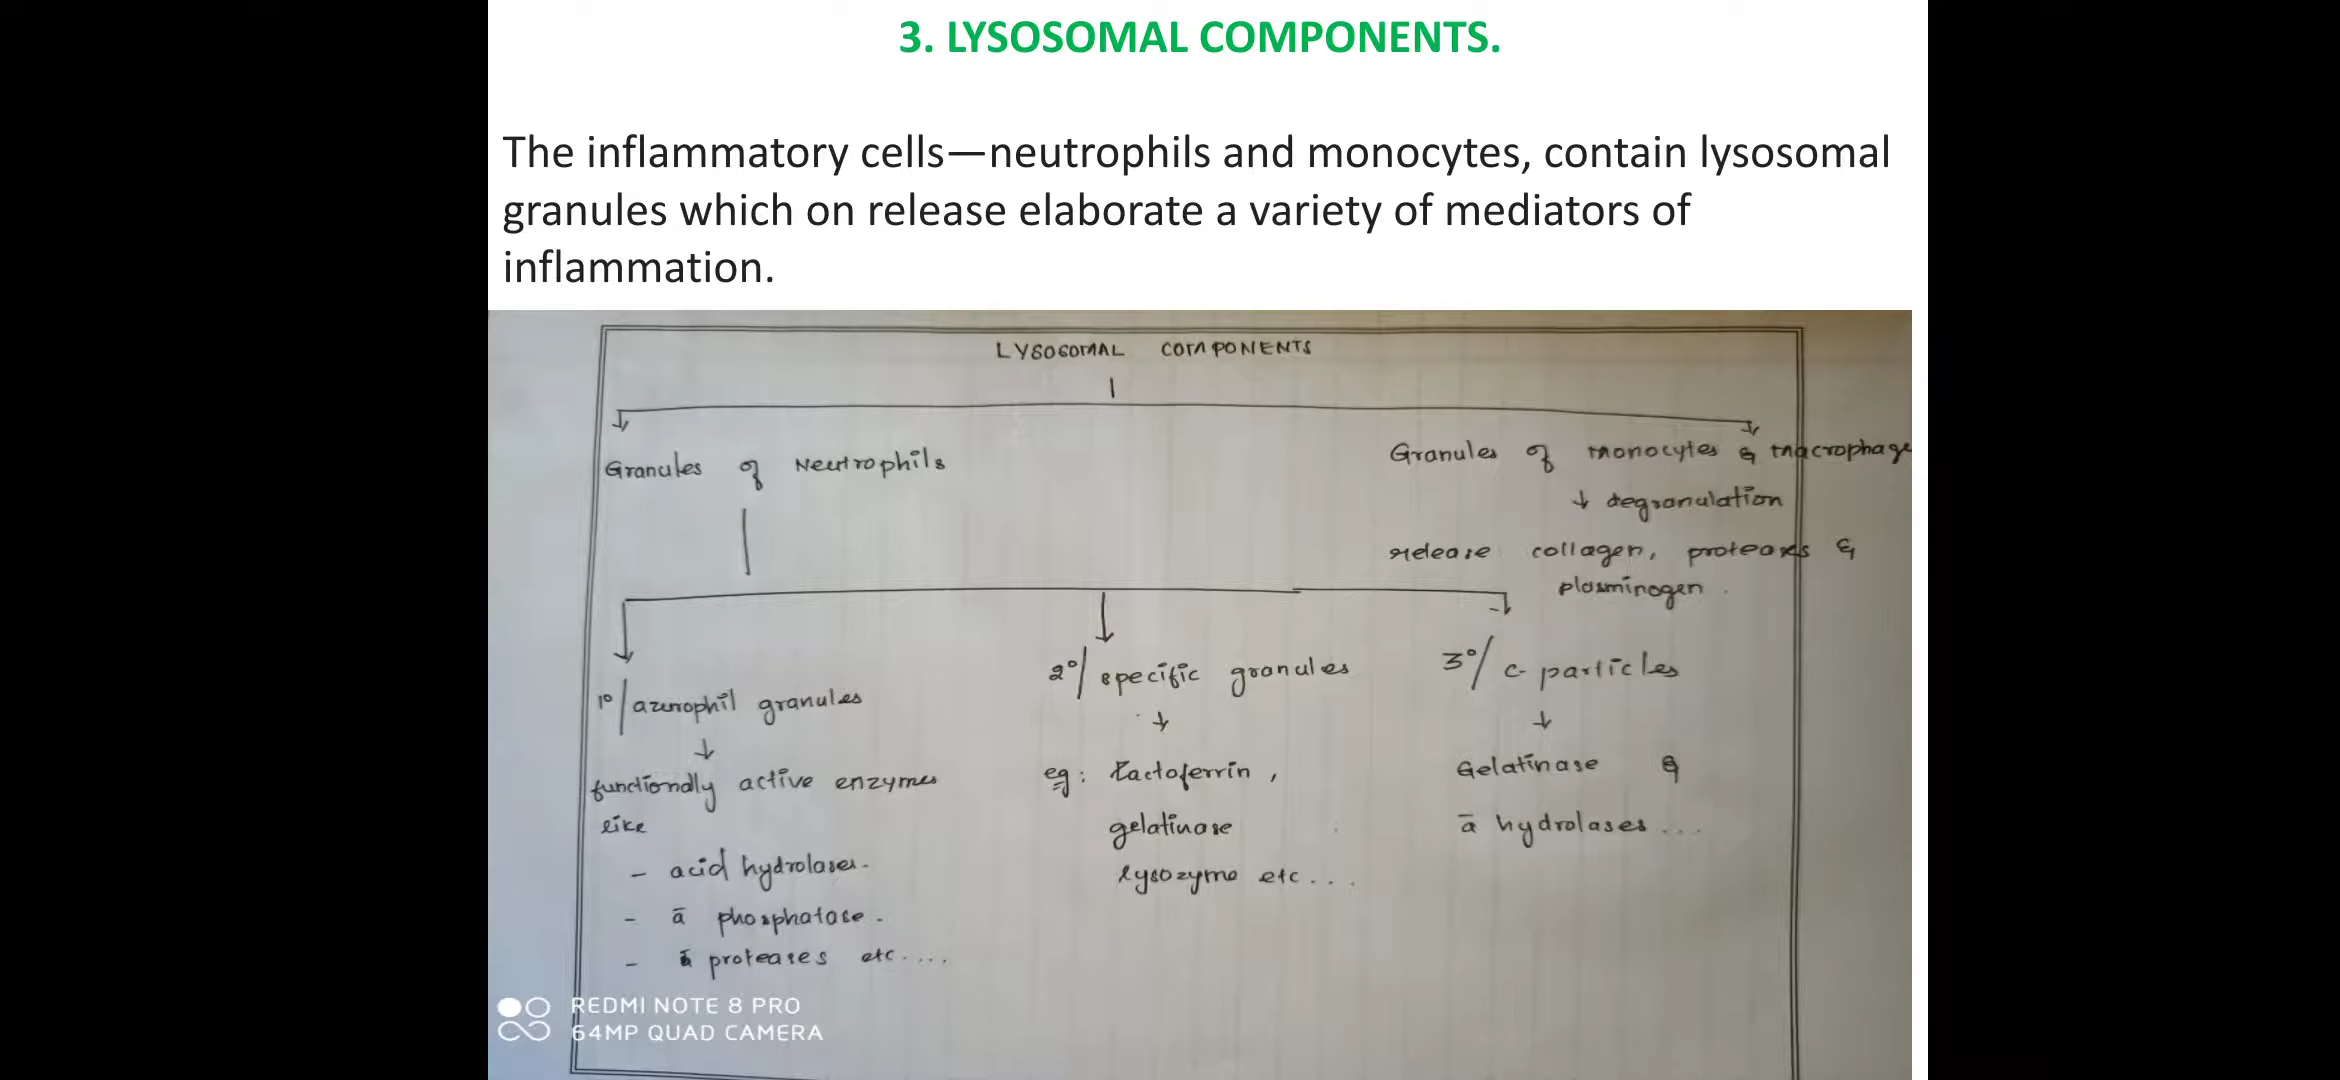 3. LYSOSOMAL COMPONENTS.
The inflammatory cells—neutrophils and monocytes, contain lysosomal
granules which on release elaborate a variety of mediators of
inflammation.
LYSOSOMAL COMPONENTS
Granules of Neutrophils
Granules of monocytes & macrophage
↓ degranulation
release collagen, proteases &
plasminogen.
1°/azurophil granules
2°/specific granules
3°/c-particles
functionally active enzymes
like
- acid hydrolases.
- ā phosphatase.
- ā proteases etc....
eg: Lactoferrin,
gelatinase
lysozyme etc...
Gelatinase &
ā hydrolases...
REDMI NOTE 8 PRO
64MP QUAD CAMERA